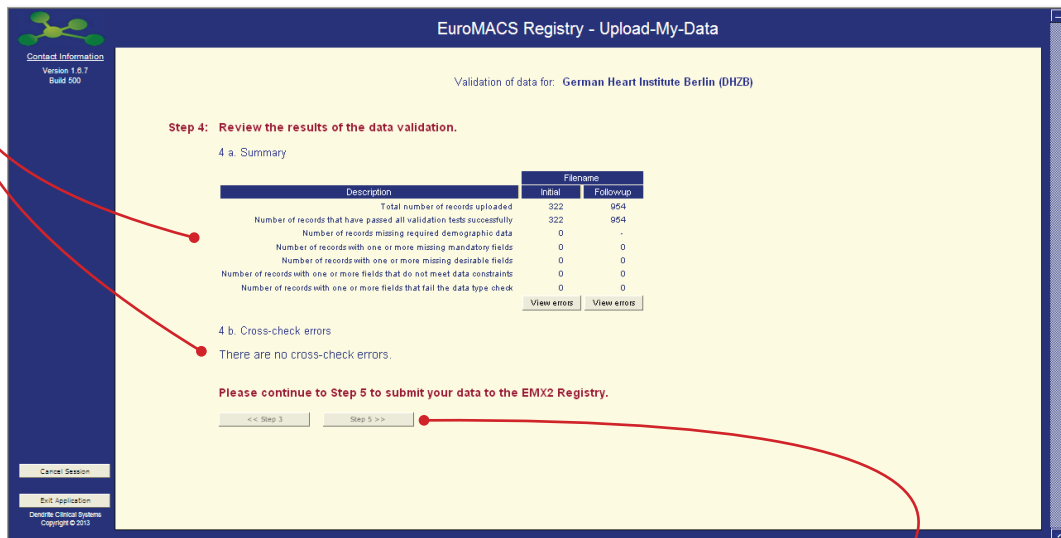 EuroMACS Registry - Upload-My-Data
Contact Information
Version 1.6.7
Build 500
Validation of data for: German Heart Institute Berlin (DHZB)
Step 4: Review the results of the data validation.
4 a. Summary
Filename
Description Initial Followup
Total number of records uploaded 322 954
Number of records that have passed all validation tests successfully 322 954
Number of records missing required demographic data 0 -
Number of records with one or more missing mandatory fields 0 0
Number of records with one or more missing desirable fields 0 0
Number of records with one or more fields that do not meet data constraints 0 0
Number of records with one or more fields that fail the data type check 0 0
View errors View errors
4 b. Cross-check errors
There are no cross-check errors.
Please continue to Step 5 to submit your data to the EMX2 Registry.
<< Step 3 Step 5 >>
Cancel Session
Exit Application
Dendrite Clinical Systems
Copyright © 2013